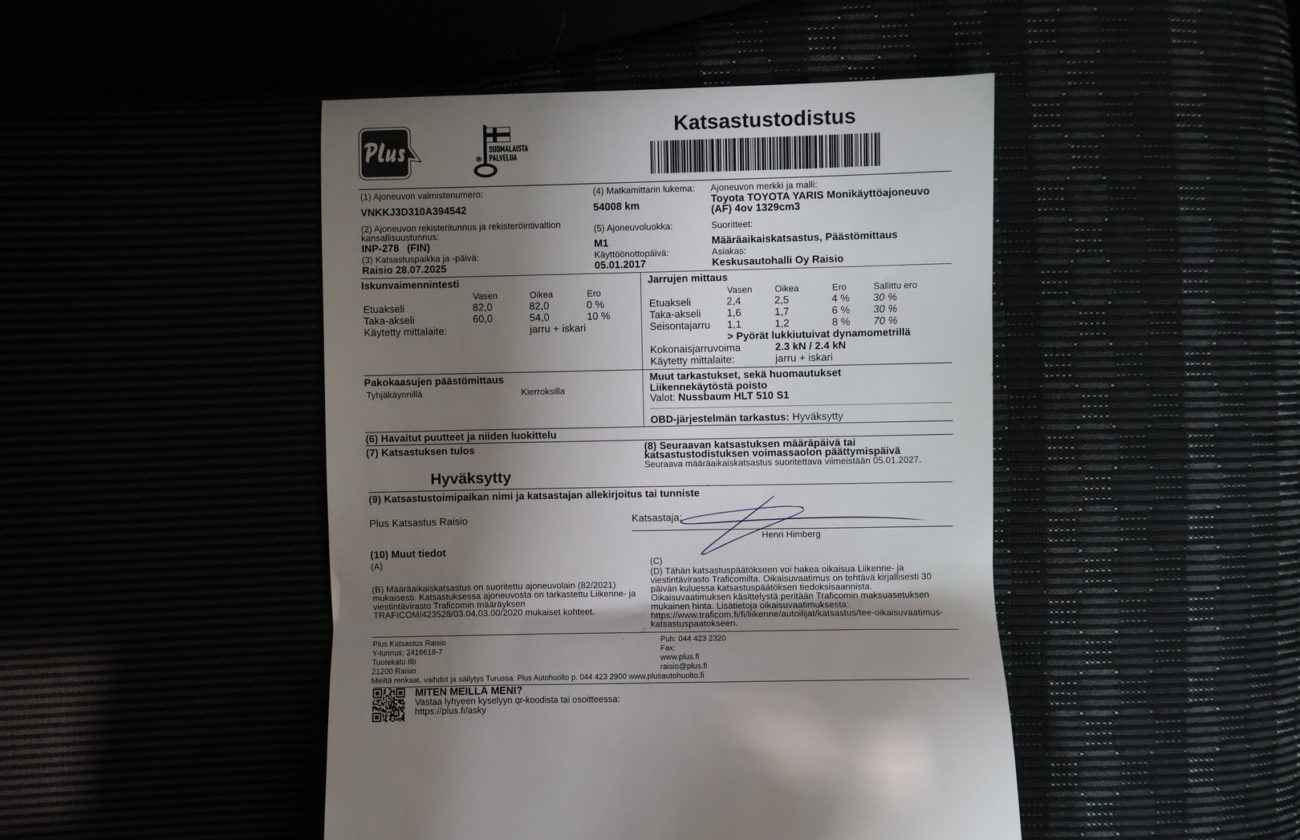 Plus
SUOMALAISTA
PALVELUA
Katsastustodistus
(1) Ajoneuvon valmistenumero:
VNKKJ3D310A394542
(4) Matkamittarin lukema:
54008 km
Ajoneuvon merkki ja malli:
Toyota TOYOTA YARIS Monikäyttöajoneuvo
(AF) 4ov 1329cm3
(2) Ajoneuvon rekisteritunnus ja rekisteröintivaltion
kansallisuustunnus:
INP-278 (FIN)
(5) Ajoneuvoluokka:
M1
Suoritteet:
Määräaikaiskatsastus, Päästömittaus
(3) Katsastuspaikka ja -päivä:
Raisio 28.07.2025
Käyttöönottopäivä:
05.01.2017
Asiakas:
Keskusautohalli Oy Raisio
Iskunvaimennintesti
Vasen Oikea Ero
Etuakseli 82,0 82,0 0 %
Taka-akseli 60,0 54,0 10 %
Käytetty mittalaite: jarru + iskari
Jarrujen mittaus
Vasen Oikea Ero Sallittu ero
Etuakseli 2,4 2,5 4 % 30 %
Taka-akseli 1,6 1,7 6 % 30 %
Seisontajarru 1,1 1,2 8 % 70 %
> Pyörät lukkiutuivat dynamometrillä
Kokonaisjarruvoima 2.3 kN / 2.4 kN
Käytetty mittalaite: jarru + iskari
Pakokaasujen päästömittaus
Tyhjäkäynnillä Kierroksilla
Muut tarkastukset, sekä huomautukset
Liikennekäytöstä poisto
Valot: Nussbaum HLT 510 S1
OBD-järjestelmän tarkastus: Hyväksytty
(6) Havaitut puutteet ja niiden luokittelu
(7) Katsastuksen tulos
Hyväksytty
(8) Seuraavan katsastuksen määräpäivä tai
katsastustodistuksen voimassaolon päättymispäivä
Seuraava määräaikaiskatsastus suoritettava viimeistään 05.01.2027.
(9) Katsastustoimipaikan nimi ja katsastajan allekirjoitus tai tunniste
Plus Katsastus Raisio
Katsastaja:
Henri Himberg
(10) Muut tiedot
(A)
(B) Määräaikaiskatsastus on suoritettu ajoneuvolain (82/2021)
mukaisesti. Katsastuksessa ajoneuvosta on tarkastettu Liikenne- ja
viestintävirasto Traficomin määräyksen
TRAFICOM/423528/03.04.03.00/2020 mukaiset kohteet.
(C)
(D) Tähän katsastuspäätökseen voi hakea oikaisua Liikenne- ja
viestintävirasto Traficomilta. Oikaisuvaatimus on tehtävä kirjallisesti 30
päivän kuluessa katsastuspäätöksen tiedoksisaannista.
Oikaisuvaatimuksen käsittelystä peritään Traficomin maksuasetuksen
mukainen hinta. Lisätietoja oikaisuvaatimuksesta:
https://www.traficom.fi/fi/liikenne/autoilijat/katsastus/tee-oikaisuvaatimus-
katsastuspaatokseen.
Plus Katsastus Raisio
Y-tunnus: 2416618-7
Tuotekatu 8b
21200 Raisio
Puh: 044 423 2320
Fax:
www.plus.fi
raisio@plus.fi
Meiltä renkaat, vaihdot ja säilytys Turussa. Plus Autohuolto p. 044 423 2900 www.plusautohuolto.fi
MITEN MEILLÄ MENI?
Vastaa lyhyeen kyselyyn qr-koodista tai osoitteessa:
https://plus.fi/asky